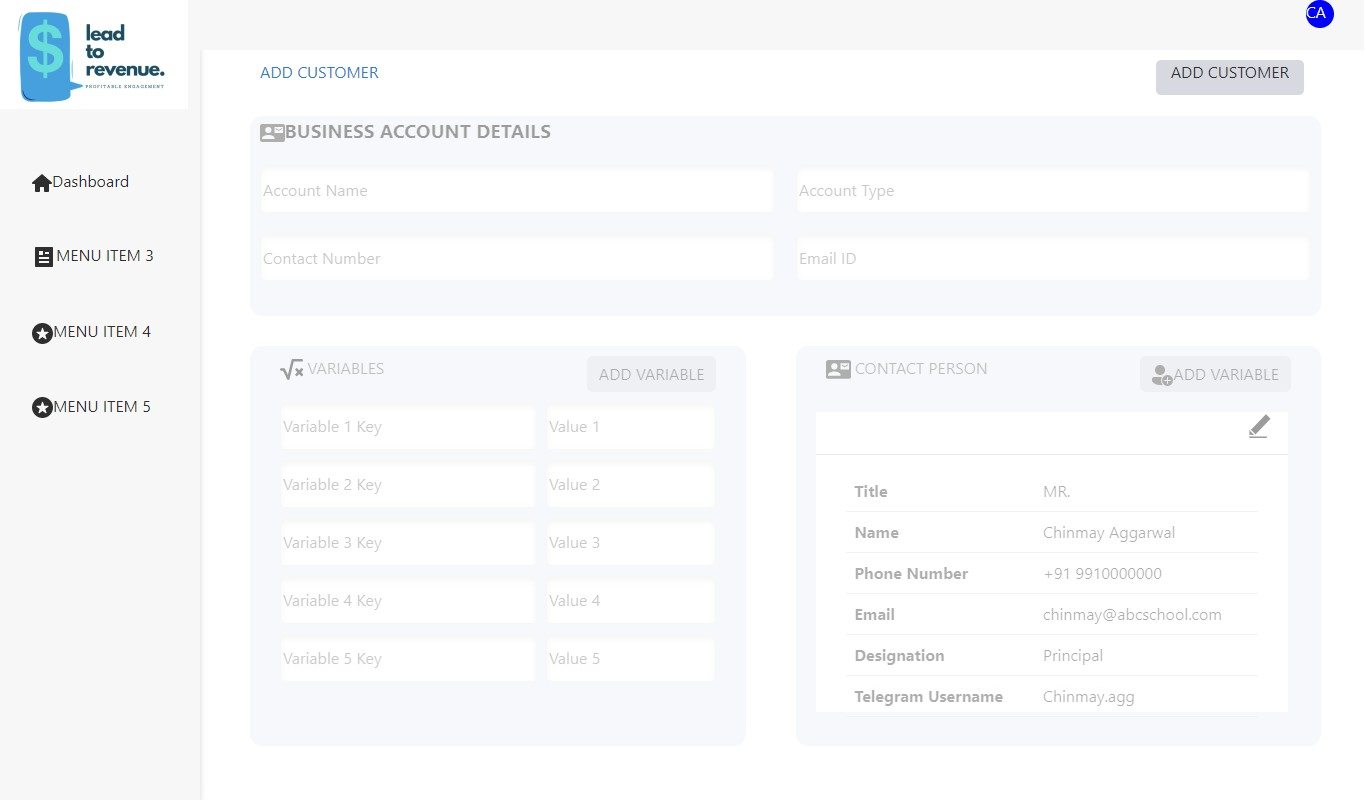 CA
lead
to
revenue.
PROFITABLE ENGAGEMENT
ADD CUSTOMER
ADD CUSTOMER
Dashboard
MENU ITEM 3
MENU ITEM 4
MENU ITEM 5
BUSINESS ACCOUNT DETAILS
Account Name
Account Type
Contact Number
Email ID
VARIABLES
ADD VARIABLE
Variable 1 Key
Value 1
Variable 2 Key
Value 2
Variable 3 Key
Value 3
Variable 4 Key
Value 4
Variable 5 Key
Value 5
CONTACT PERSON
ADD VARIABLE
Title MR.
Name Chinmay Aggarwal
Phone Number +91 9910000000
Email chinmay@abcschool.com
Designation Principal
Telegram Username Chinmay.agg